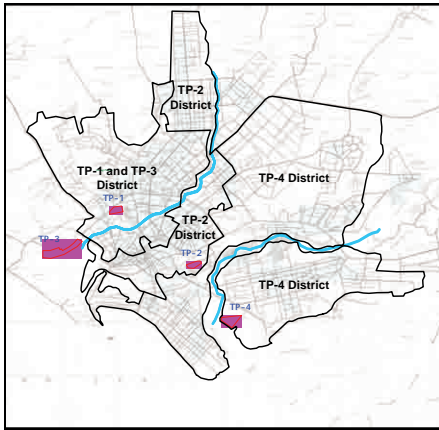 TP-2
District
TP-1 and TP-3
District
TP-1
TP-4 District
TP-2
District
TP-3
TP-2
TP-4 District
TP-4